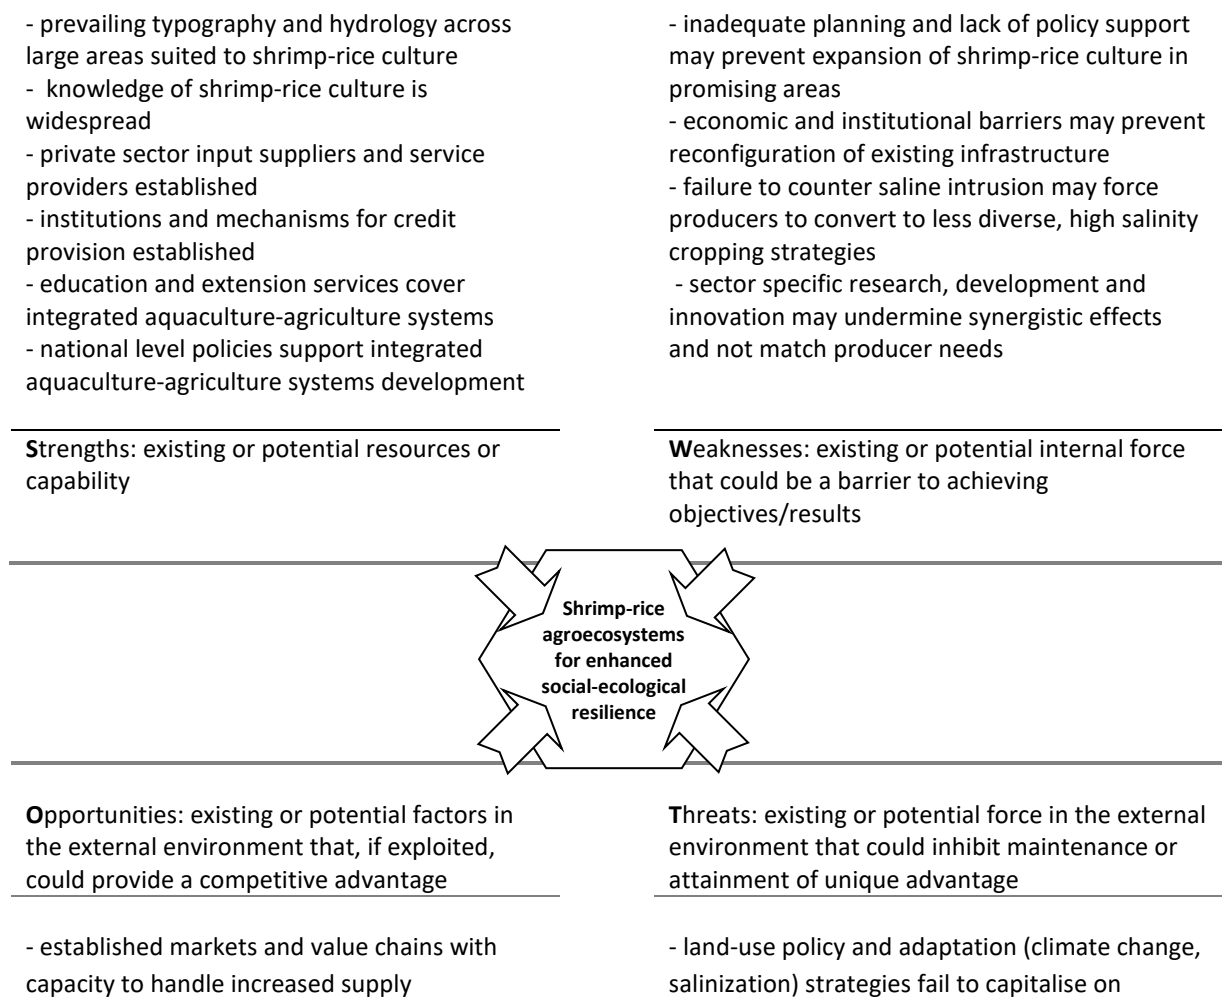 - prevailing typography and hydrology across
large areas suited to shrimp-rice culture
- knowledge of shrimp-rice culture is
widespread
- private sector input suppliers and service
providers established
- institutions and mechanisms for credit
provision established
- education and extension services cover
integrated aquaculture-agriculture systems
- national level policies support integrated
aquaculture-agriculture systems development
- inadequate planning and lack of policy support
may prevent expansion of shrimp-rice culture in
promising areas
- economic and institutional barriers may prevent
reconfiguration of existing infrastructure
- failure to counter saline intrusion may force
producers to convert to less diverse, high salinity
cropping strategies
- sector specific research, development and
innovation may undermine synergistic effects
and not match producer needs
Strengths: existing or potential resources or
capability
Weaknesses: existing or potential internal force
that could be a barrier to achieving
objectives/results
Shrimp-rice
agroecosystems
for enhanced
social-ecological
resilience
Opportunities: existing or potential factors in
the external environment that, if exploited,
could provide a competitive advantage
Threats: existing or potential force in the external
environment that could inhibit maintenance or
attainment of unique advantage
- established markets and value chains with
capacity to handle increased supply
- land-use policy and adaptation (climate change,
salinization) strategies fail to capitalise on